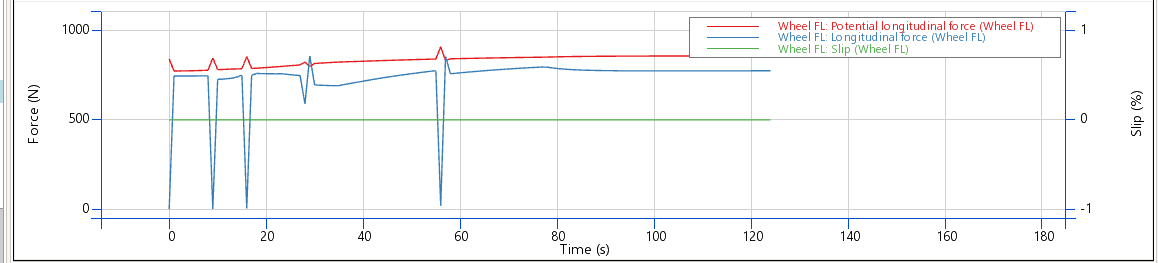 Wheel FL: Potential longitudinal force (Wheel FL)
Wheel FL: Longitudinal force (Wheel FL)
Wheel FL: Slip (Wheel FL)
1000
500
0
Force (N)
1
0
-1
Slip (%)
0 20 40 60 80 100 120 140 160 180
Time (s)